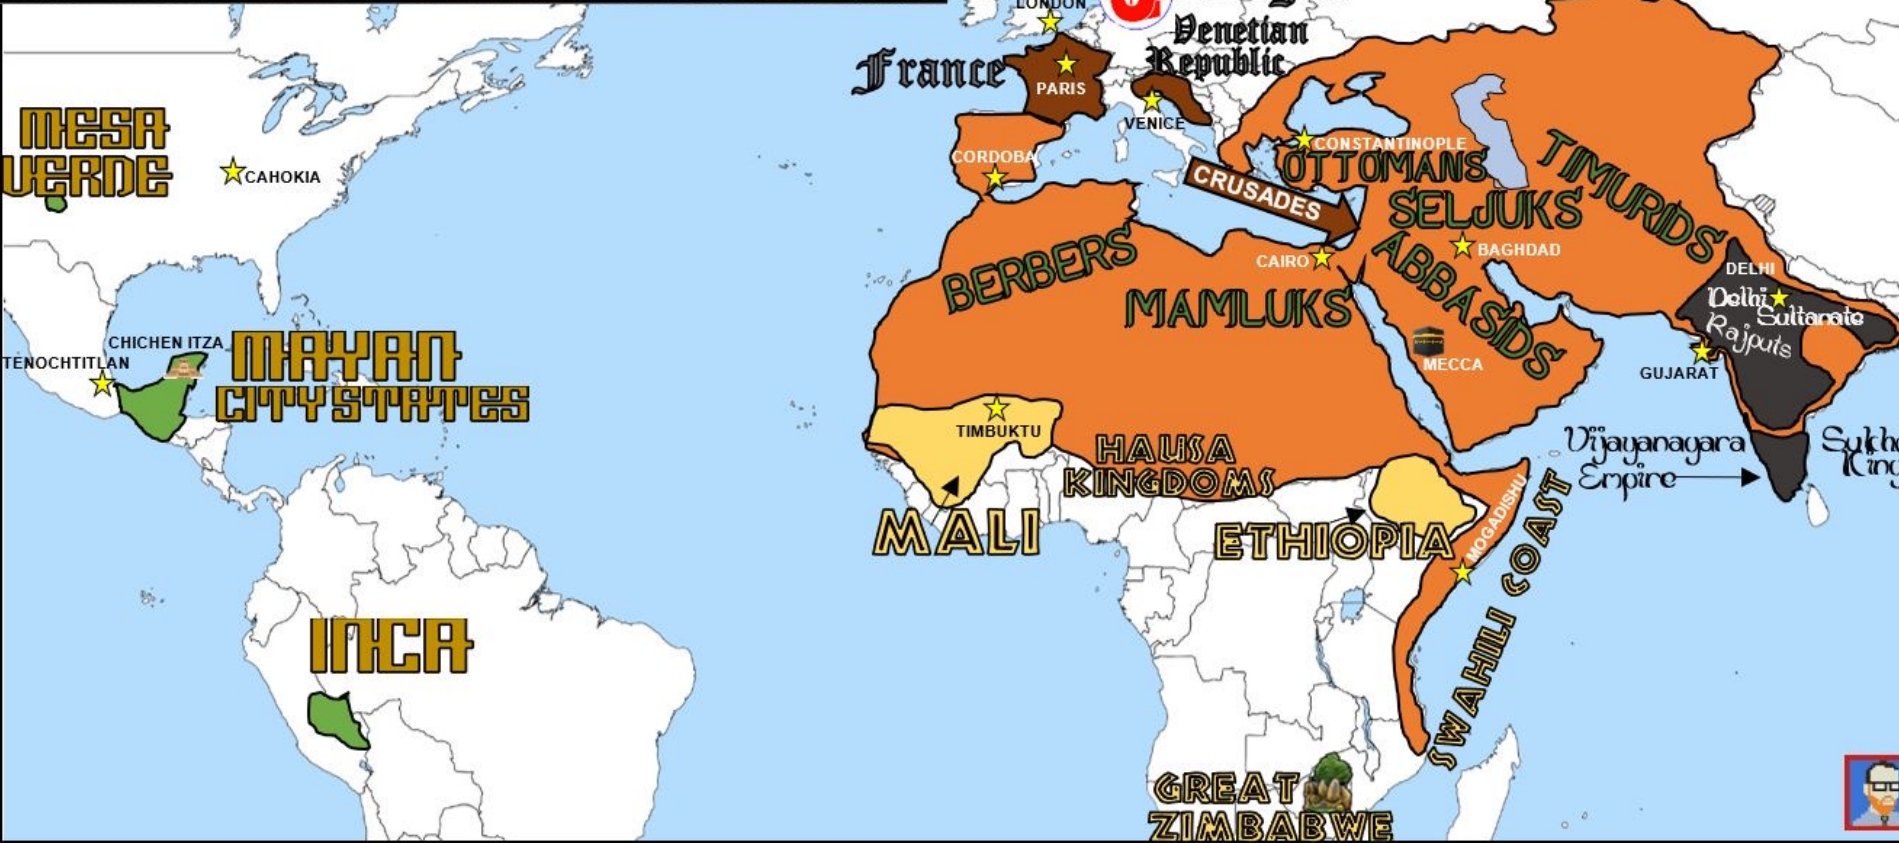 LONDON
Venetian
Republic
France
PARIS
VENICE
MESA
VERDE
CAHOKIA
CORDOBA
CONSTANTINOPLE
OTTOMANS
TIMURIDS
CRUSADES
SELJUKS
BERBERS
CAIRO
BAGHDAD
ABBASIDS
MAMLUKS
DELHI
Delhi
Sultanate
Rajputs
MECCA
GUJARAT
CHICHEN ITZA
TENOCHTITLAN
MAYAN
CITY STATES
TIMBUKTU
HAUSA
KINGDOMS
Vijayanagara
Empire
MALI
ETHIOPIA
MOGADISHU
SWAHILI COAST
INCA
GREAT
ZIMBABWE